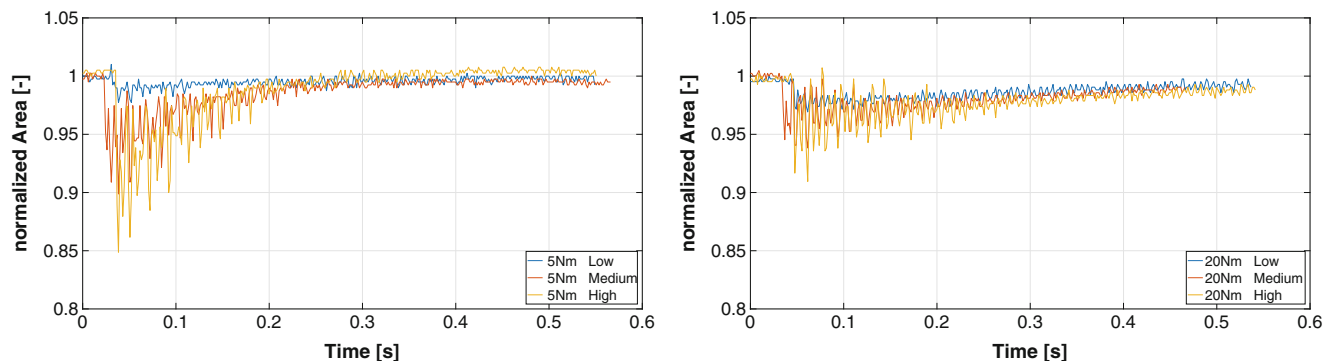 1.05
1
0.95
0.9
0.85
0.8
normalized Area [-]
0 0.1 0.2 0.3 0.4 0.5 0.6
Time [s]
5Nm Low
5Nm Medium
5Nm High
1.05
1
0.95
0.9
0.85
0.8
normalized Area [-]
0 0.1 0.2 0.3 0.4 0.5 0.6
Time [s]
20Nm Low
20Nm Medium
20Nm High